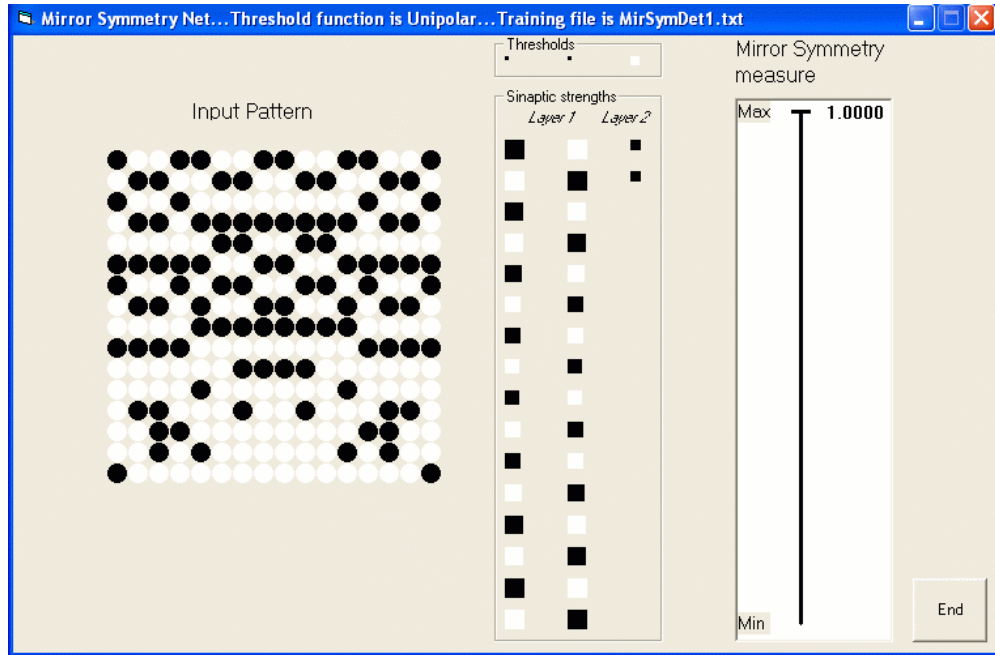 Mirror Symmetry Net...Threshold function is Unipolar...Training file is MirSymDet1.txt
Thresholds
Mirror Symmetry
measure
Input Pattern
Sinaptic strengths
Layer 1 Layer 2
Max 1.0000
Min
End